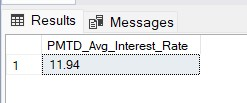 Results Messages
PMTD_Avg_Interest_Rate
1 11.94